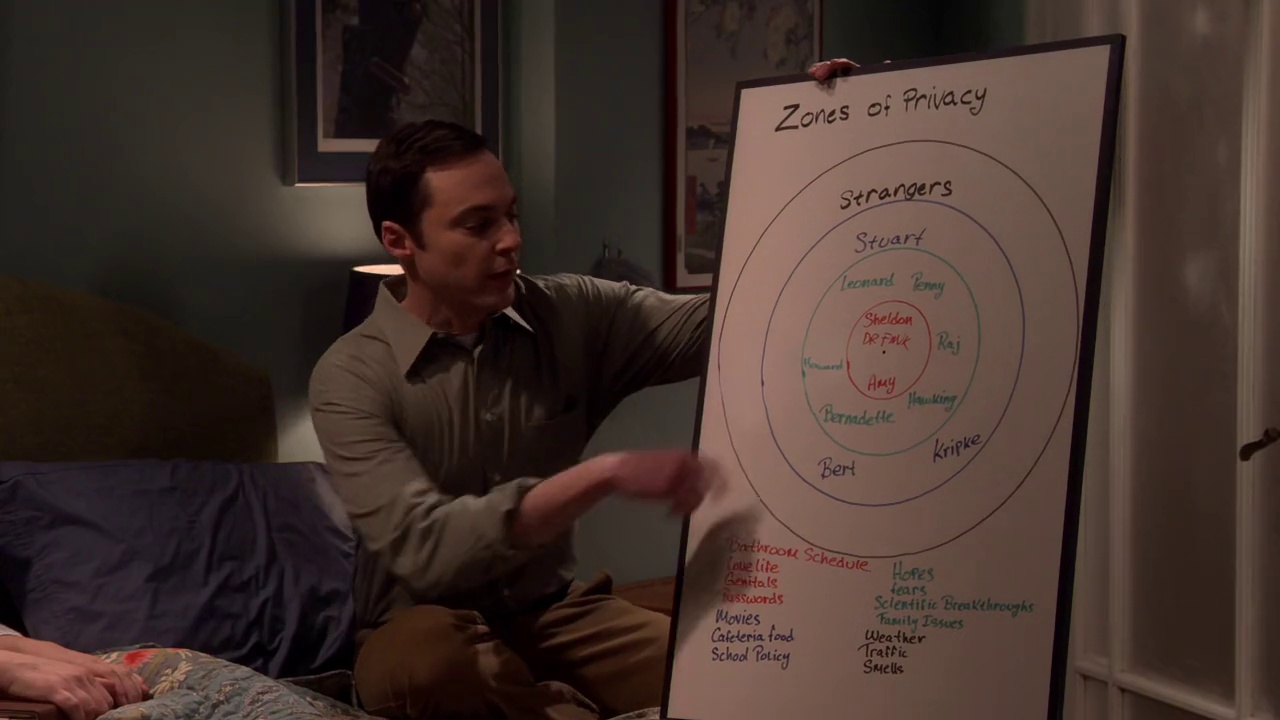 Zones of Privacy
Strangers
Stuart
Leonard Penny
Sheldon
DR. FMK
Raj
Howard
Amy
Hawking
Bernadette
Kripke
Bert
Bathroom Schedule
Love life
Genitals
Passwords
Movies
Cafeteria food
School Policy
Hopes
fears
Scientific Breakthroughs
Family Issues
Weather
Traffic
Smells